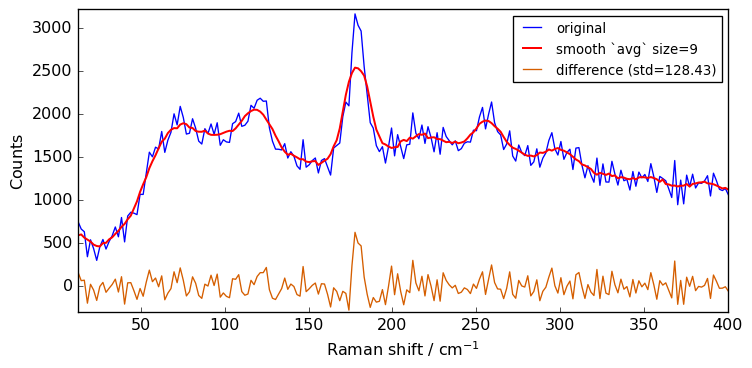 3000
2500
2000
1500
1000
500
0
Counts
original
smooth `avg` size=9
difference (std=128.43)
50 100 150 200 250 300 350 400
Raman shift / cm⁻¹